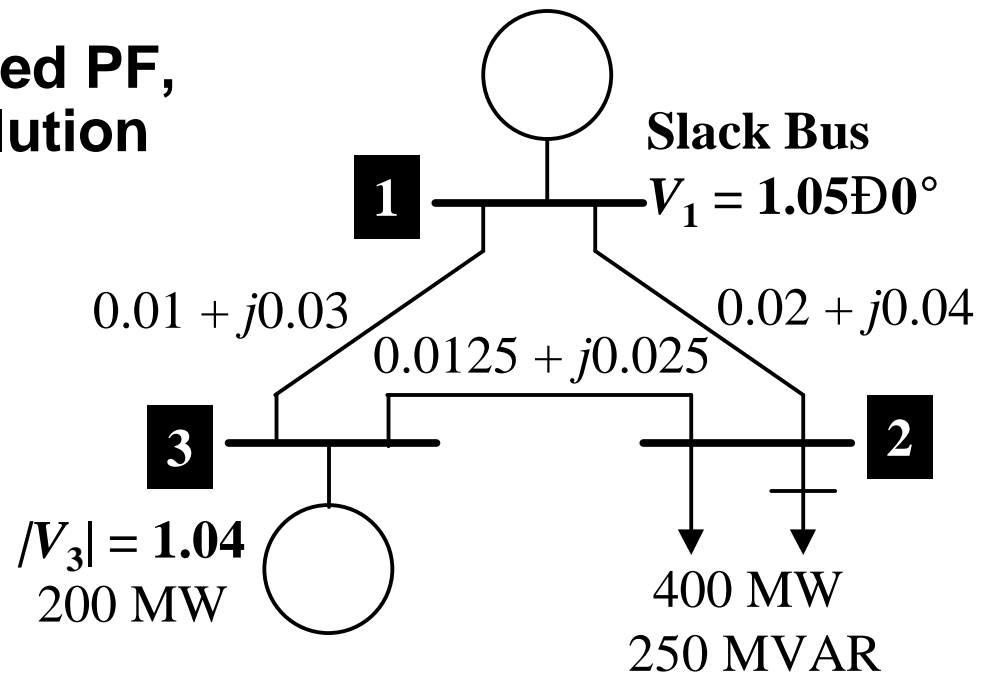 ed PF,
lution
Slack Bus
1
V1 = 1.05Ð0°
0.01 + j0.03
0.02 + j0.04
0.0125 + j0.025
3
2
|V3| = 1.04
200 MW
400 MW
250 MVAR